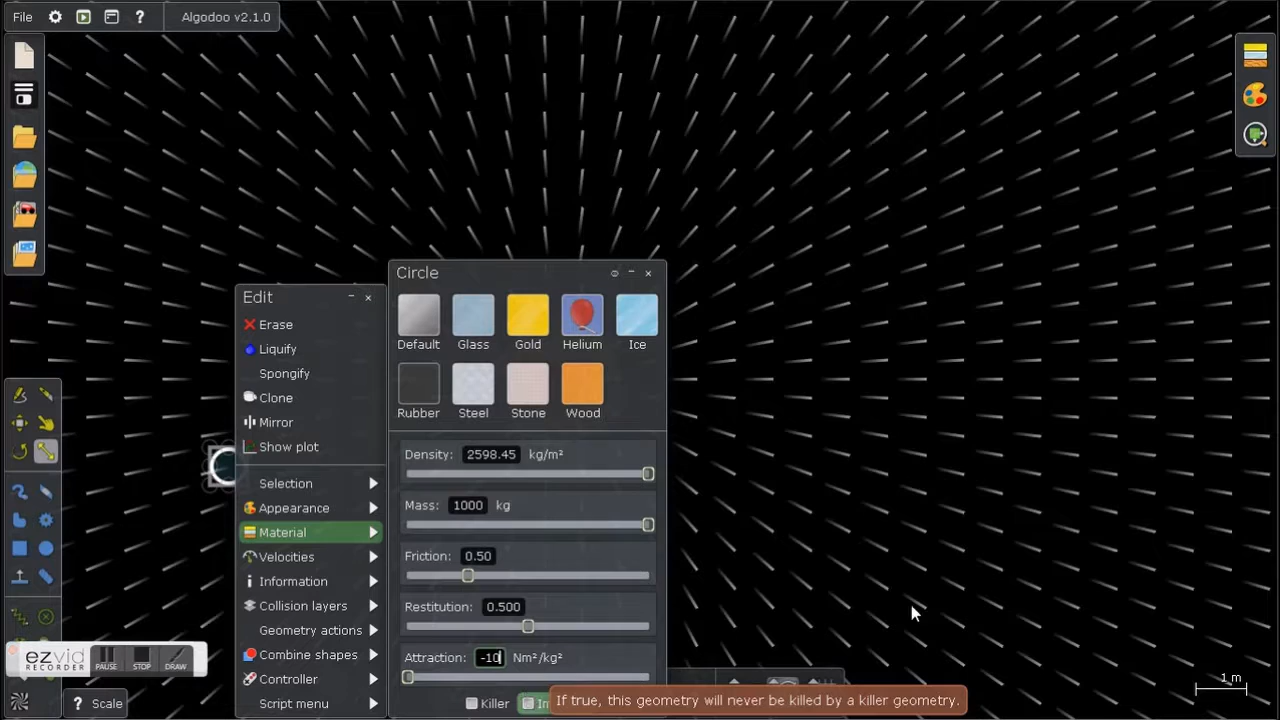 File
?
Algodoo v2.1.0
Edit
Erase
Liquify
Spongify
Clone
Mirror
Show plot
Selection
Appearance
Material
Velocities
Information
Collision layers
Geometry actions
Combine shapes
Controller
Script menu
Circle
Default
Glass
Gold
Helium
Ice
Rubber
Steel
Stone
Wood
Density: 2598.45 kg/m²
Mass: 1000 kg
Friction: 0.50
Restitution: 0.500
Attraction: -10 Nm²/kg²
Killer
If true, this geometry will never be killed by a killer geometry.
ezvid
RECORDER
PAUSE
STOP
DRAW
? Scale
1 m